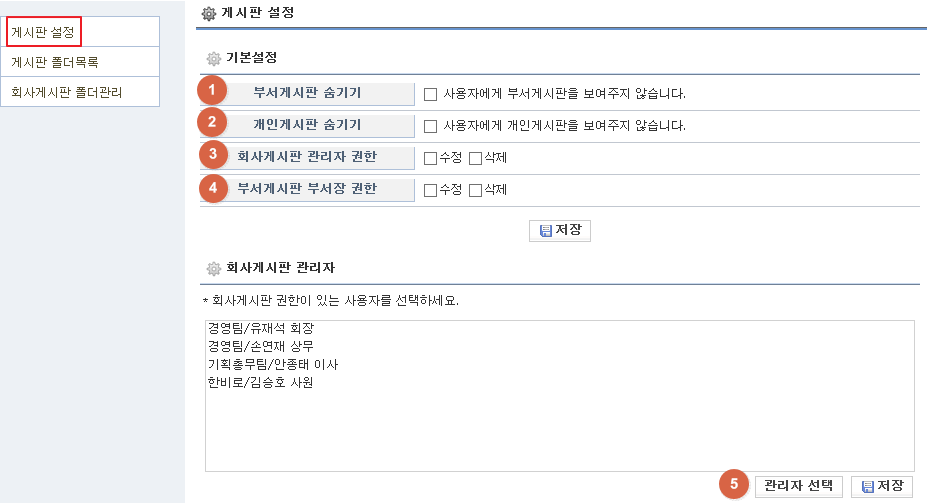 게시판 설정
게시판 폴더목록
회사게시판 폴더관리
게시판 설정
기본설정
1 부서게시판 숨기기 사용자에게 부서게시판을 보여주지 않습니다.
2 개인게시판 숨기기 사용자에게 개인게시판을 보여주지 않습니다.
3 회사게시판 관리자 권한 수정 삭제
4 부서게시판 부서장 권한 수정 삭제
저장
회사게시판 관리자
* 회사게시판 권한이 있는 사용자를 선택하세요.
경영팀/유재석 회장
경영팀/손연재 상무
기획총무팀/안종태 이사
한비로/김승호 사원
5 관리자 선택 저장